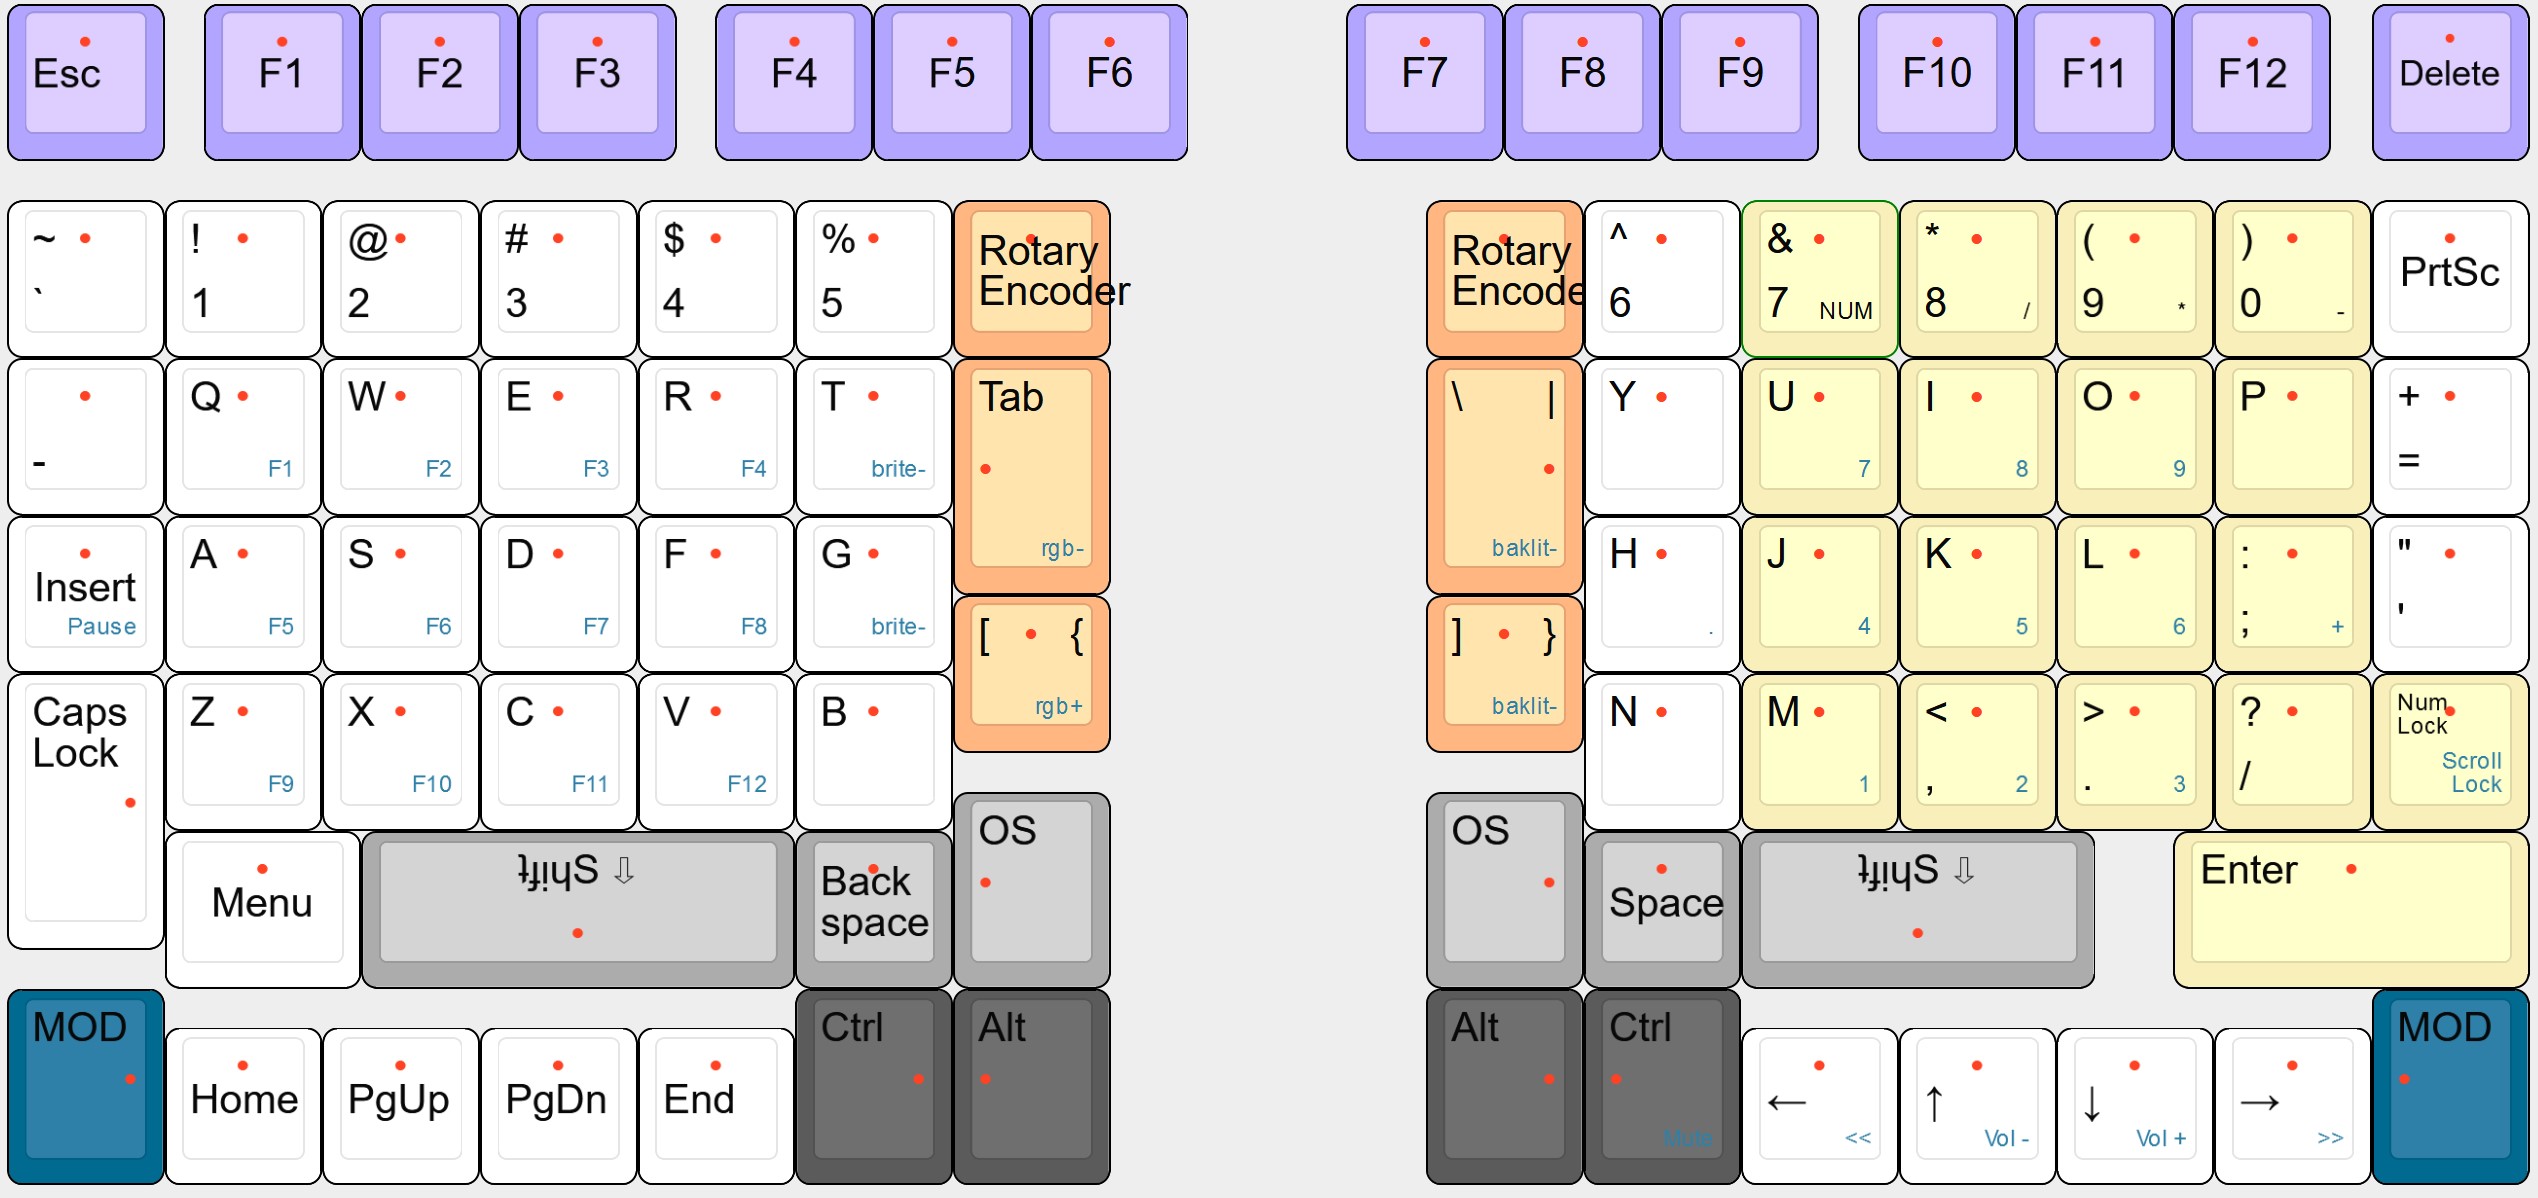 Esc F1 F2 F3 F4 F5 F6 F7 F8 F9 F10 F11 F12 Delete
~ ! @ # $ % Rotary Rotary ^ & * ( )
` 1 2 3 4 5 Encoder Encode 6 7 NUM 8 / 9 * 0 - PrtSc
Q W E R T Tab \ | Y U I O P +
- F1 F2 F3 F4 brite- 7 8 9 =
rgb- baklit-
A S D F G H J K L : "
Insert ; '
Pause F5 F6 F7 F8 brite- [ { ] } . 4 5 6 +
Caps Z X C V B rgb+ baklit- N M < > ? Num
Lock Lock
Scroll
F9 F10 F11 F12 1 , 2 . 3 / Lock
OS OS
Shift ⇧ Back Shift ⇧ Enter
Menu space Space
MOD Ctrl Alt Alt Ctrl MOD
Home PgUp PgDn End ← ↑ ↓ →
Mute << Vol - Vol + >>